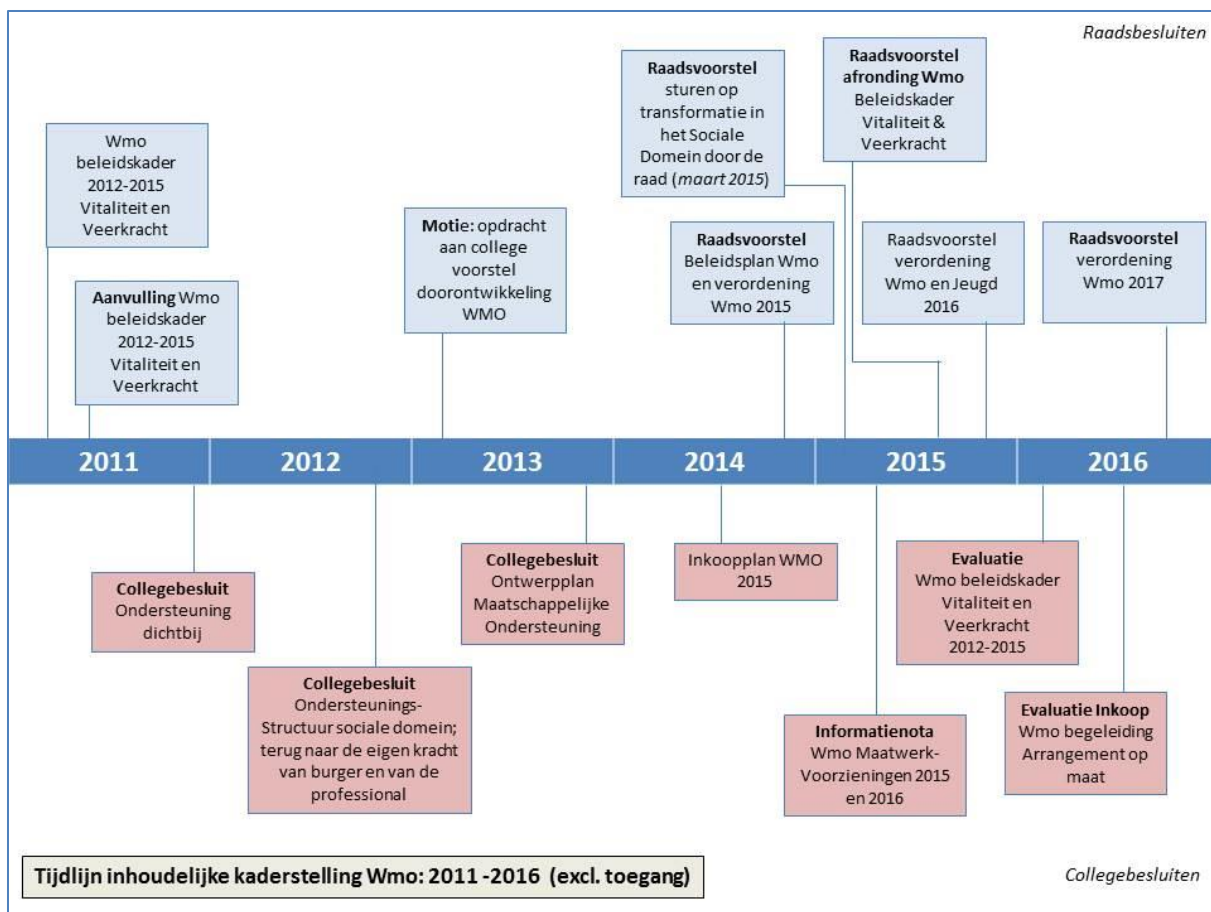 Raadsbesluiten
Wmo
beleidskader
2012-2015
Vitaliteit en
Veerkracht
Aanvulling Wmo
beleidskader
2012-2015
Vitaliteit en
Veerkracht
Motie: opdracht
aan college
voorstel
doorontwikkeling
WMO
Raadsvoorstel
sturen op
transformatie in
het Sociale
Domein door de
raad (maart 2015)
Raadsvoorstel
Beleidsplan Wmo
en verordening
Wmo 2015
Raadsvoorstel
afronding Wmo
Beleidskader
Vitaliteit &
Veerkracht
Raadsvoorstel
verordening
Wmo en Jeugd
2016
Raadsvoorstel
verordening
Wmo 2017
2011 2012 2013 2014 2015 2016
Collegebesluit
Ondersteuning
dichtbij
Collegebesluit
Ondersteunings-
Structuur sociale domein;
terug naar de eigen kracht
van burger en van de
professional
Collegebesluit
Ontwerpplan
Maatschappelijke
Ondersteuning
Inkoopplan WMO
2015
Informatienota
Wmo Maatwerk-
Voorzieningen 2015
en 2016
Evaluatie
Wmo beleidskader
Vitaliteit en
Veerkracht
2012-2015
Evaluatie Inkoop
Wmo begeleiding
Arrangement op
maat
Tijdlijn inhoudelijke kaderstelling Wmo: 2011 -2016 (excl. toegang)
Collegebesluiten